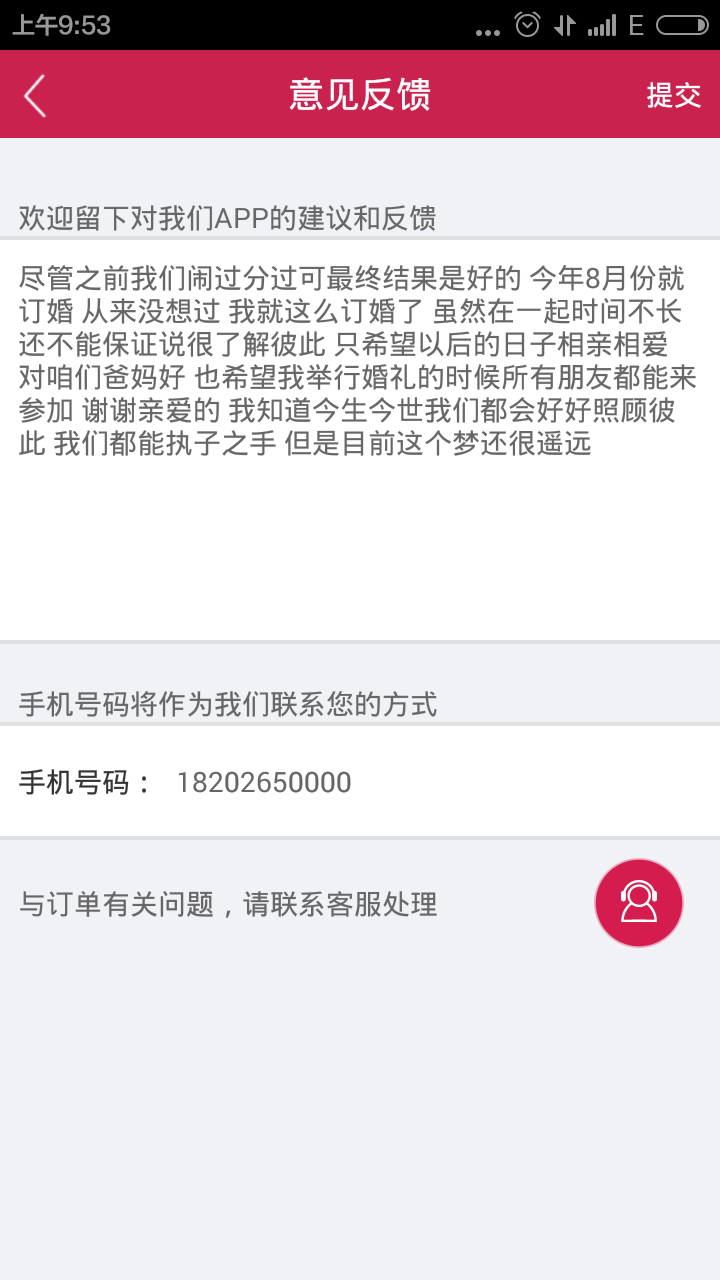 上午9:53
... E
意见反馈
提交
欢迎留下对我们APP的建议和反馈
尽管之前我们闹过分过可最终结果是好的 今年8月份就
订婚 从来没想过 我就这么订婚了 虽然在一起时间不长
还不能保证说很了解彼此 只希望以后的日子相亲相爱
对咱们爸妈好 也希望我举行婚礼的时候所有朋友都能来
参加 谢谢亲爱的 我知道今生今世我们都会好好照顾彼
此 我们都能执子之手 但是目前这个梦还很遥远
手机号码将作为我们联系您的方式
手机号码： 18202650000
与订单有关问题，请联系客服处理